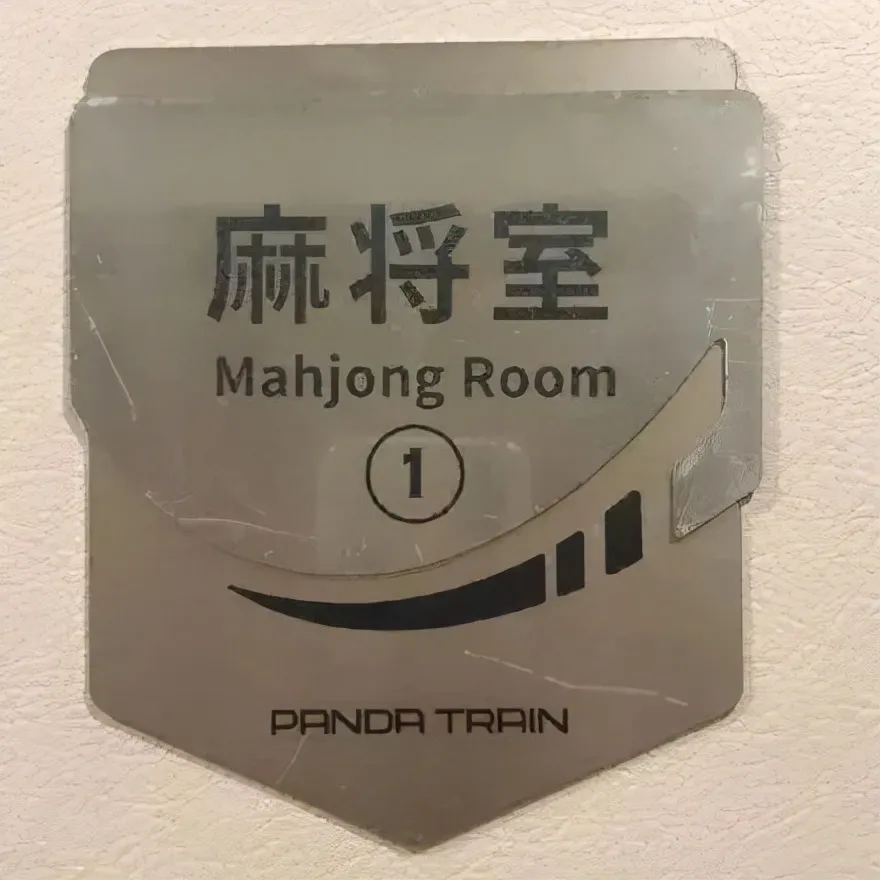 麻将室
Mahjong Room
1
PANDA TRAIN